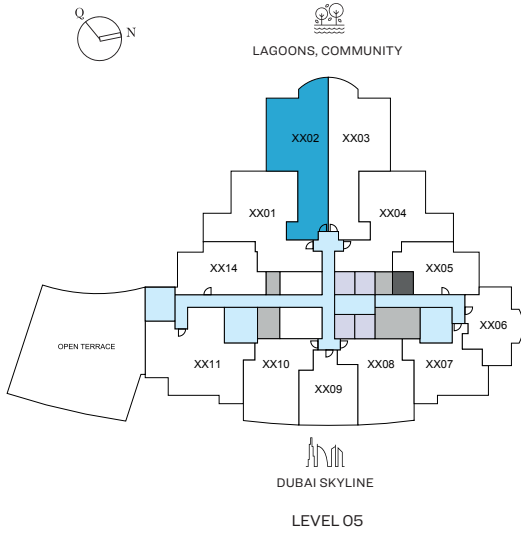 Q
N
LAGOONS, COMMUNITY
XX02
XX03
XX01
XX04
XX14
XX05
XX06
OPEN TERRACE
XX11
XX10
XX08
XX07
XX09
DUBAI SKYLINE
LEVEL 05